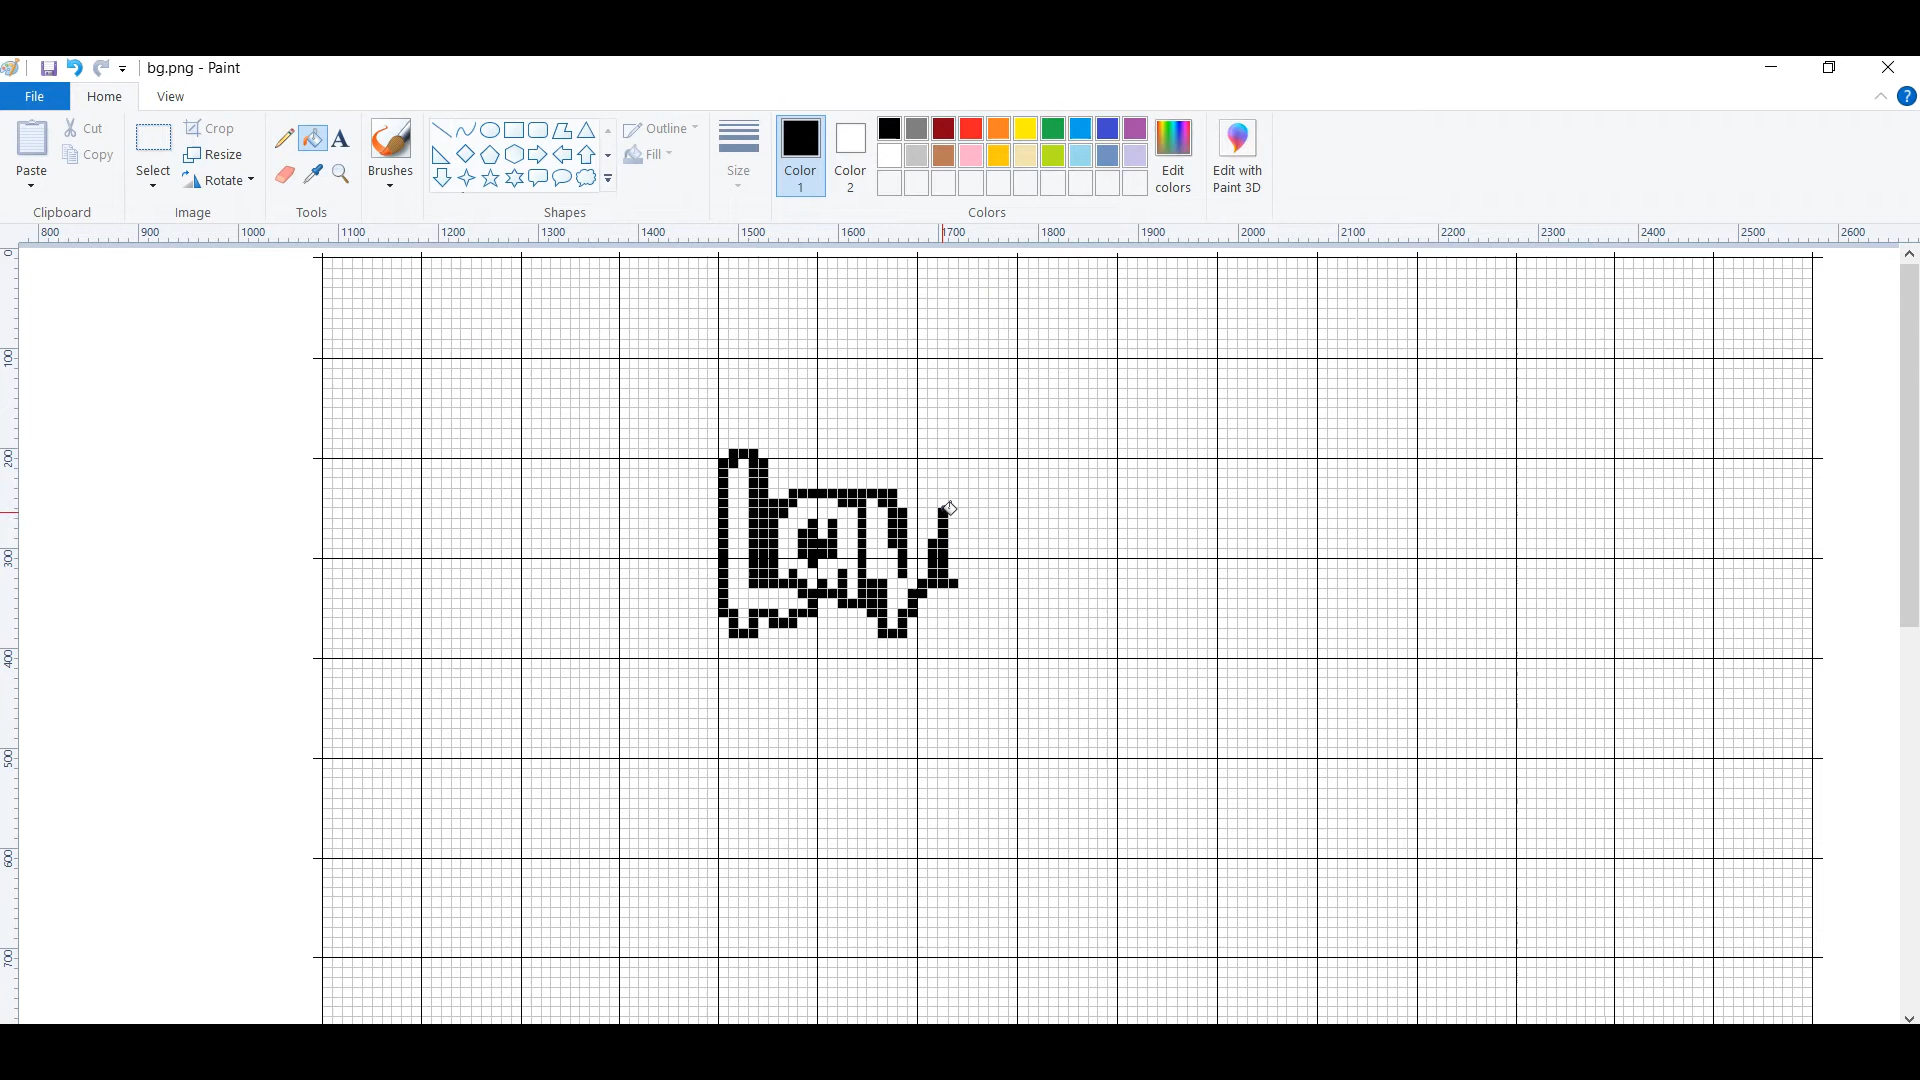 bg.png - Paint
File Home View
Paste
Cut
Copy
Clipboard
Select
Crop
Resize
Rotate
Image
A
Tools
Brushes
Outline
Fill
Shapes
Size
Color 1
Color 2
Edit colors
Colors
Edit with Paint 3D
?
800 900 1000 1100 1200 1300 1400 1500 1600 1700 1800 1900 2000 2100 2200 2300 2400 2500 2600
0
100
200
300
400
500
600
700